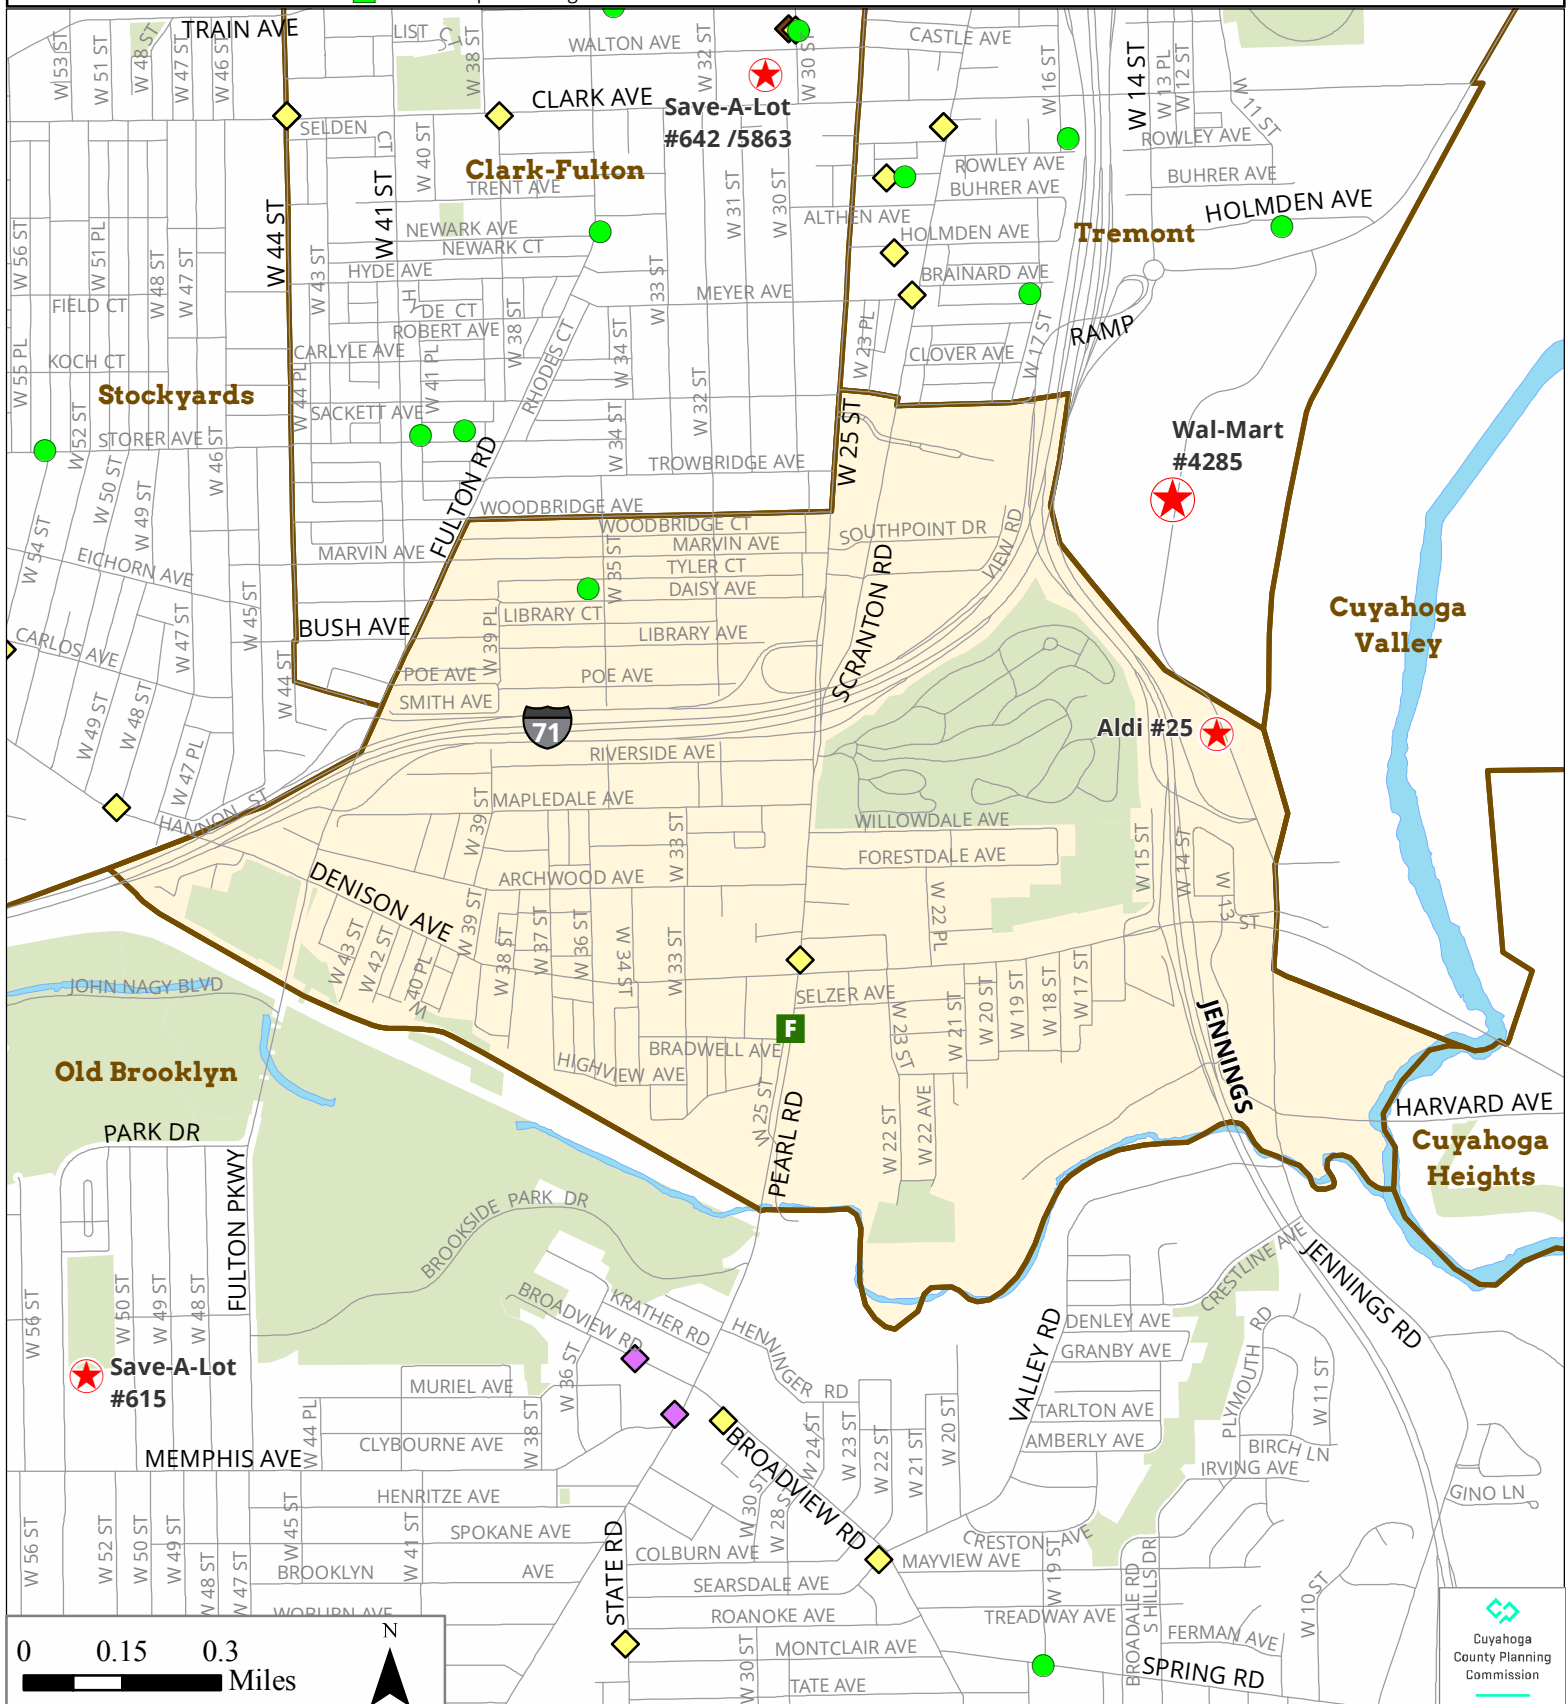 TRAIN AVE
LIST
CT
WALTON AVE
CASTLE AVE
W 53 ST
W 51 ST
W 48 ST
W 47 ST
W 46 ST
W 38 ST
W 32 ST
W 30 ST
W 16 ST
W 14 ST
W 13 PL
W 12 ST
W 11 ST
CLARK AVE
Save-A-Lot
#642 /5863
SELDEN
CT
W 40 ST
ROWLEY AVE
ROWLEY AVE
Clark-Fulton
TRENT AVE
BUHRER AVE
BUHRER AVE
W 44 ST
W 41 ST
W 31 ST
W 30 ST
ALTHEN AVE
HOLMDEN AVE
HOLMDEN AVE
Tremont
NEWARK AVE
NEWARK CT
W 56 ST
W 51 PL
W 48 ST
W 47 ST
W 43 ST
HYDE AVE
H
DE CT
BRAINARD AVE
W 33 ST
MEYER AVE
FIELD CT
ROBERT AVE
W 38 ST
RHODES CT
W 34 ST
W 23 PL
CLOVER AVE
W 17 ST
RAMP
W 55 PL
KOCH CT
CARLYLE AVE
W 44 PL
W 41 PL
W 32 ST
Stockyards
SACKETT AVE
W 34 ST
W 25 ST
Wal-Mart
#4285
W 52 ST
STORER AVE
W 46 ST
FULTON RD
TROWBRIDGE AVE
W 50 ST
W 49 ST
WOODBRIDGE AVE
WOODBRIDGE CT
SOUTHPOINT DR
VIEW RD
W 54 ST
EICHORN AVE
MARVIN AVE
MARVIN AVE
W 35 ST
TYLER CT
DAISY AVE
SCRANTON RD
LIBRARY CT
LIBRARY AVE
W 39 PL
Cuyahoga
Valley
W 45 ST
W 47 ST
BUSH AVE
CARLOS AVE
W 44 ST
POE AVE
POE AVE
SMITH AVE
W 49 ST
W 48 ST
71
Aldi #25
W 47 PL
RIVERSIDE AVE
HANNON ST
MAPLEDALE AVE
W 39 ST
W 33 ST
WILLOWDALE AVE
FORESTDALE AVE
W 15 ST
W 14 ST
W 13
ST
DENISON AVE
ARCHWOOD AVE
W 22 PL
W 43 ST
W 42 ST
W 40 PL
W 39 ST
W 38 ST
W 37 ST
W 36 ST
W 34 ST
W 33 ST
JOHN NAGY BLVD
SELZER AVE
W 23 ST
W 21 ST
W 20 ST
W 19 ST
W 18 ST
W 17 ST
F
JENNINGS
BRADWELL AVE
HIGHVIEW AVE
Old Brooklyn
W 25 ST
PEARL RD
W 22 ST
W 22 AVE
HARVARD AVE
Cuyahoga
Heights
PARK DR
FULTON PKWY
BROOKSIDE PARK DR
CRESTLINE AVE
JENNINGS RD
W 56 ST
W 50 ST
W 49 ST
W 48 ST
BROADVIEW RD
KRATHER RD
HENNINGER RD
VALLEY RD
DENLEY AVE
GRANBY AVE
PLYMOUTH RD
W 11 ST
Save-A-Lot
#615
W 36 ST
MURIEL AVE
TARLTON AVE
AMBERLY AVE
W 44 PL
CLYBOURNE AVE
W 38 ST
MEMPHIS AVE
BROADVIEW RD
W 24 ST
W 23 ST
W 22 ST
W 21 ST
W 20 ST
BIRCH LN
IRVING AVE
GINO LN
HENRITZE AVE
W 30 ST
W 28 ST
W 56 ST
W 52 ST
W 50 ST
W 49 ST
W 48 ST
W 47 ST
W 45 ST
W 41 ST
SPOKANE AVE
BROOKLYN
AVE
STATE RD
COLBURN AVE
CRESTON AVE
MAYVIEW AVE
W 19 ST
SEARSDALE AVE
BROADALE RD
S HILLS DR
W 10 ST
WOBURN AVE
ROANOKE AVE
TREADWAY AVE
FERMAN AVE
MONTCLAIR AVE
W 30 ST
TATE AVE
SPRING RD
0 0.15 0.3
Miles
N
Cuyahoga
County Planning
Commission